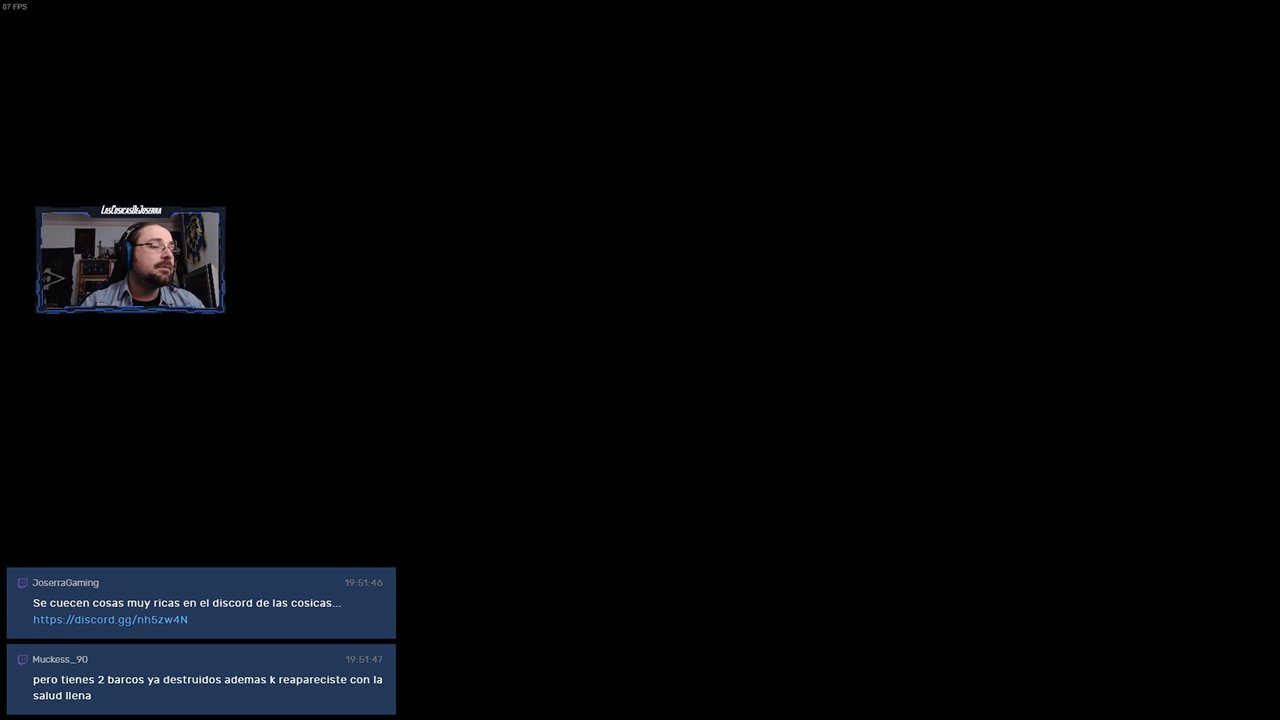 87 FPS
LasCosicasDeJoserra
JoserraGaming 19:51:46
Se cuecen cosas muy ricas en el discord de las cosicas...
https://discord.gg/nh5zw4N
Muckess_90 19:51:47
pero tienes 2 barcos ya destruidos ademas k reapareciste con la
salud llena